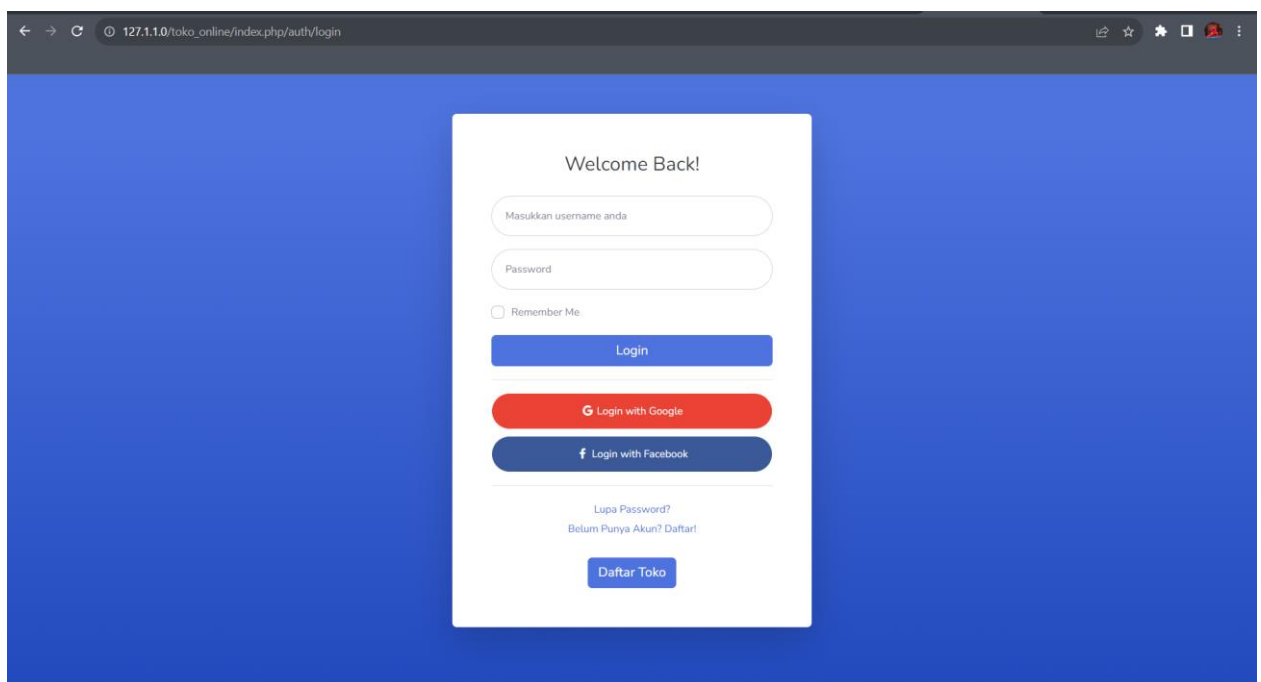 127.1.1.0/toko_online/index.php/auth/login
Welcome Back!
Masukkan username anda
Password
Remember Me
Login
G Login with Google
f Login with Facebook
Lupa Password?
Belum Punya Akun? Daftar!
Daftar Toko